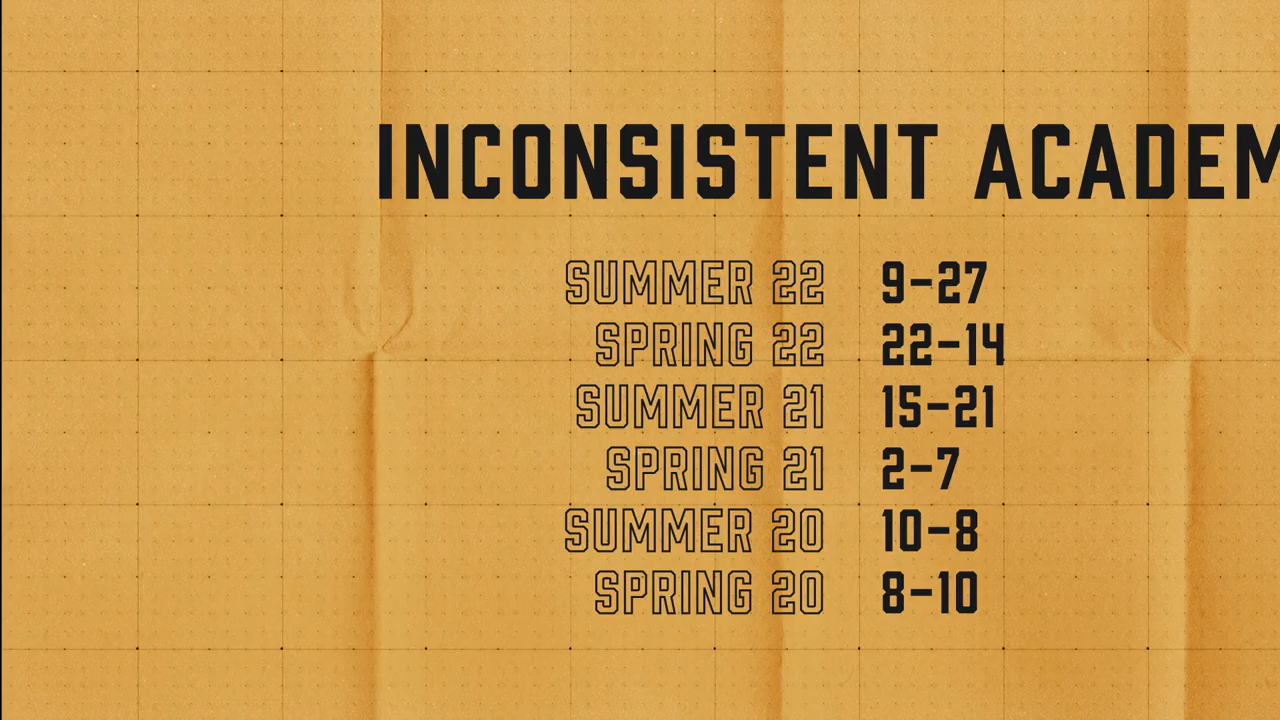 INCONSISTENT ACADEM
SUMMER 22 9-27
SPRING 22 22-14
SUMMER 21 15-21
SPRING 21 2-7
SUMMER 20 10-8
SPRING 20 8-10